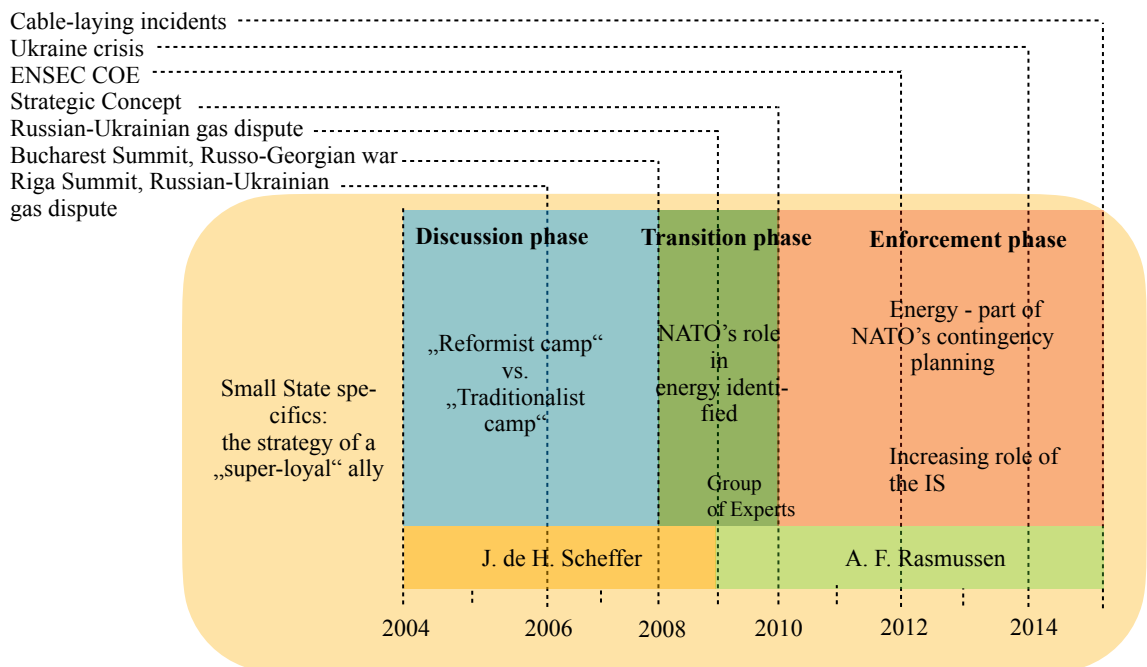 Cable-laying incidents
Ukraine crisis
ENSEC COE
Strategic Concept
Russian-Ukrainian gas dispute
Bucharest Summit, Russo-Georgian war
Riga Summit, Russian-Ukrainian
gas dispute
Discussion phase
Transition phase
Enforcement phase
Small State spe-
cifics:
the strategy of a
„super-loyal“ ally
„Reformist camp“
vs.
„Traditionalist
camp“
NATO’s role
in
energy identi-
fied
Group
of Experts
Energy - part of
NATO’s contingency
planning
Increasing role of
the IS
J. de H. Scheffer
A. F. Rasmussen
2004
2006
2008
2010
2012
2014